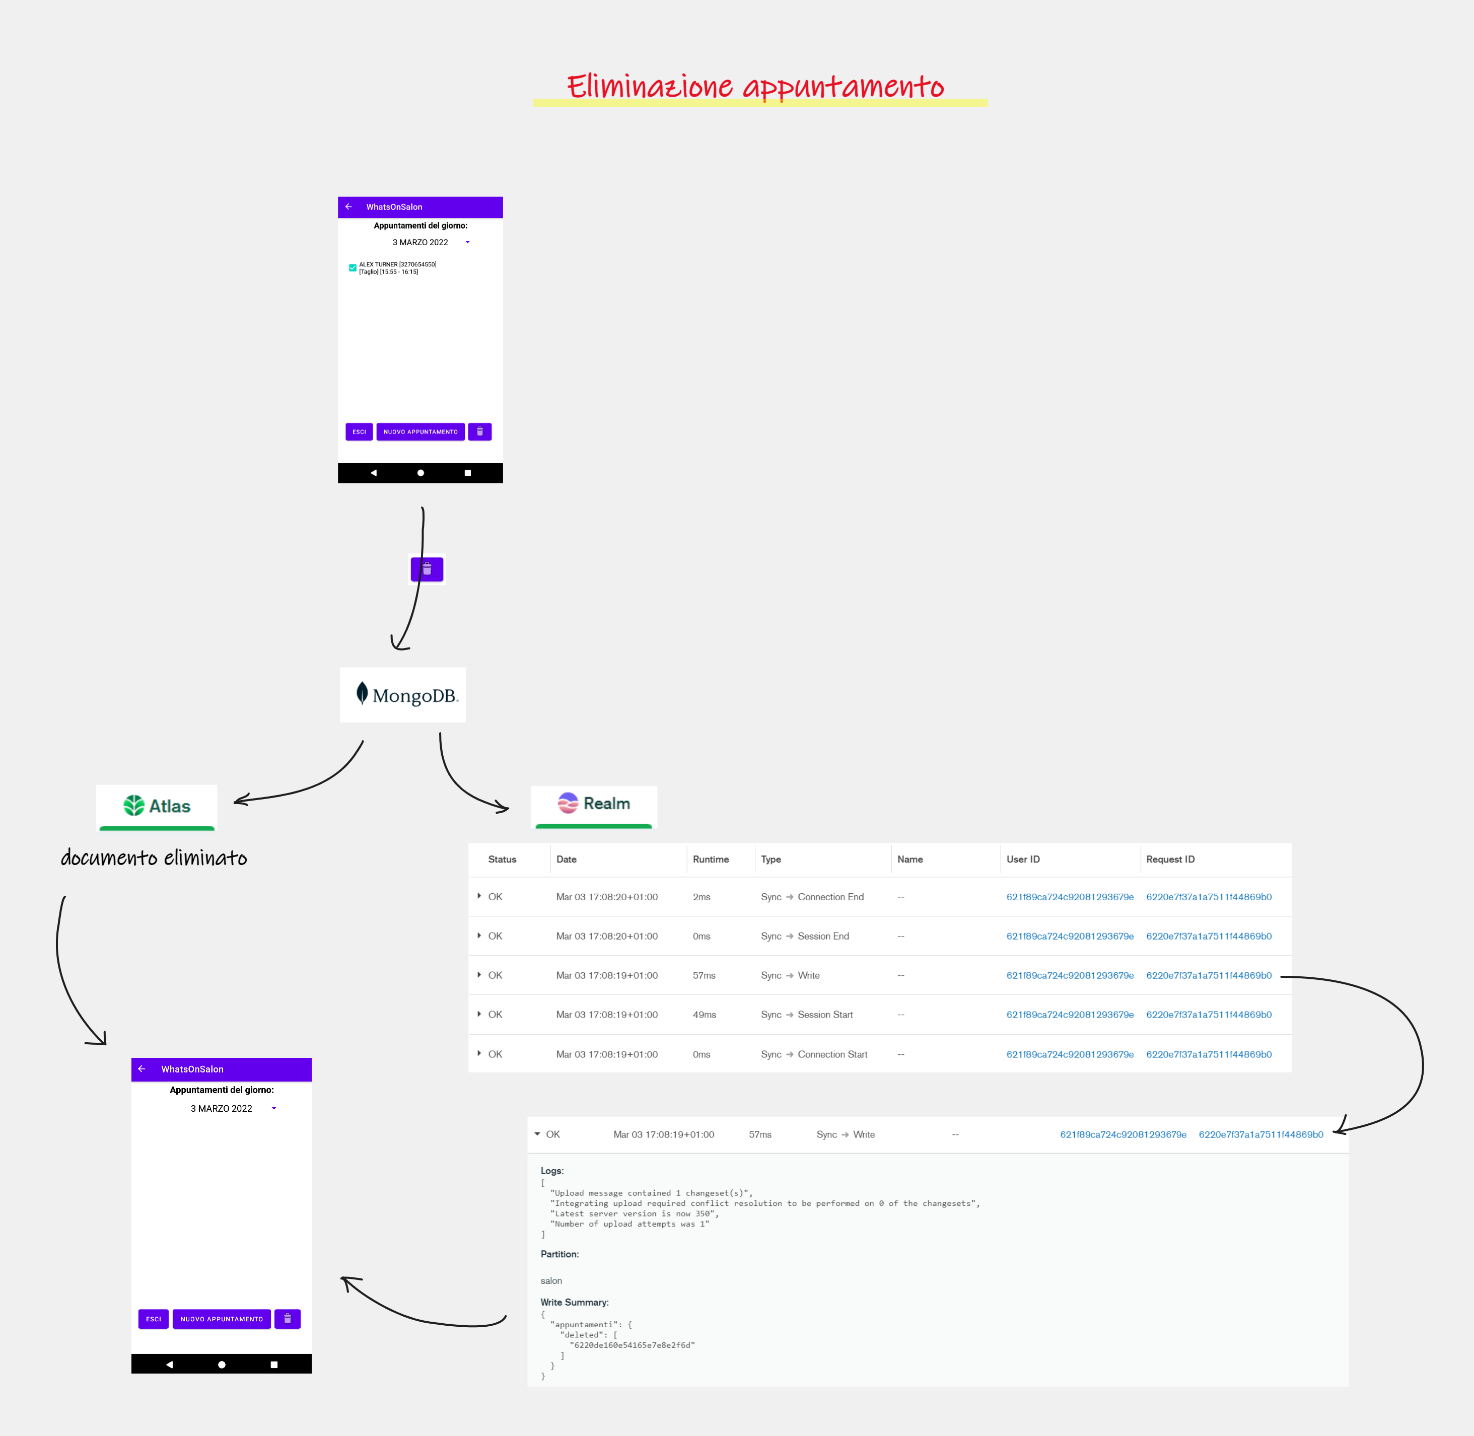 Eliminazione appuntamento
WhatsOnSalon
Appuntamenti del giorno:
3 MARZO 2022
ALEX TURNER [3270654550]
[Taglio] [15:55 - 16:15]
ESCI NUOVO APPUNTAMENTO
MongoDB.
Atlas
documento eliminato
Realm
Status Date Runtime Type Name User ID Request ID
OK Mar 03 17:08:20+01:00 2ms Sync → Connection End -- 621f89ca724c92081293679e 6220e7f37a1a7511f44869b0
OK Mar 03 17:08:20+01:00 0ms Sync → Session End -- 621f89ca724c92081293679e 6220e7f37a1a7511f44869b0
OK Mar 03 17:08:19+01:00 57ms Sync → Write -- 621f89ca724c92081293679e 6220e7f37a1a7511f44869b0
OK Mar 03 17:08:19+01:00 49ms Sync → Session Start -- 621f89ca724c92081293679e 6220e7f37a1a7511f44869b0
OK Mar 03 17:08:19+01:00 0ms Sync → Connection Start -- 621f89ca724c92081293679e 6220e7f37a1a7511f44869b0
WhatsOnSalon
Appuntamenti del giorno:
3 MARZO 2022
ESCI NUOVO APPUNTAMENTO
OK Mar 03 17:08:19+01:00 57ms Sync → Write -- 621f89ca724c92081293679e 6220e7f37a1a7511f44869b0
Logs:
[
"Upload message contained 1 changeset(s)",
"Integrating upload required conflict resolution to be performed on 0 of the changesets",
"Latest server version is now 350",
"Number of upload attempts was 1"
]
Partition:
salon
Write Summary:
{
"appuntamenti": {
"deleted": [
"6220de160e54165e7e8e2f6d"
]
}
}